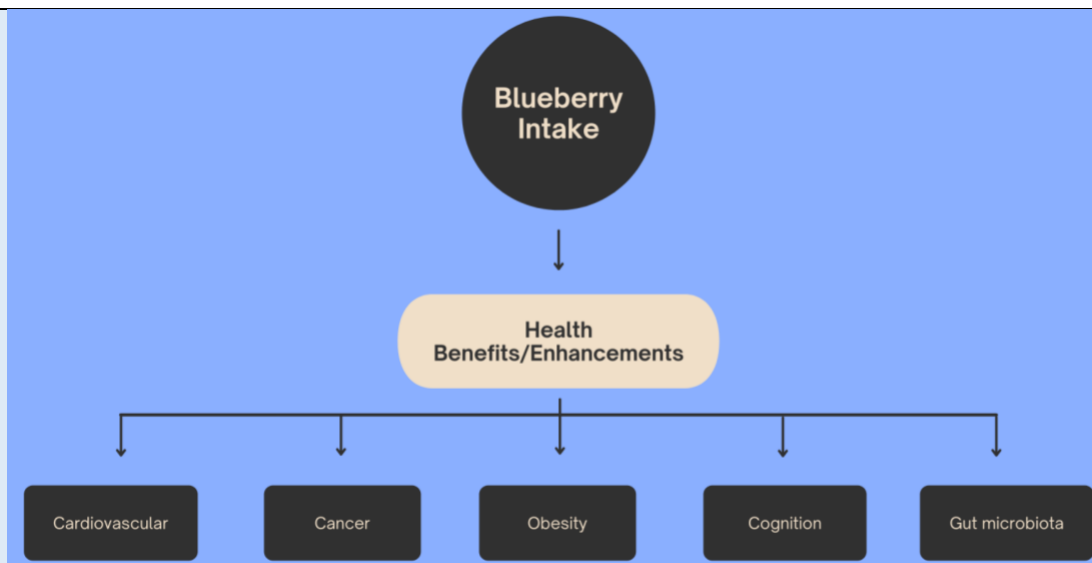 Blueberry
Intake
Health
Benefits/Enhancements
Cardiovascular
Cancer
Obesity
Cognition
Gut microbiota